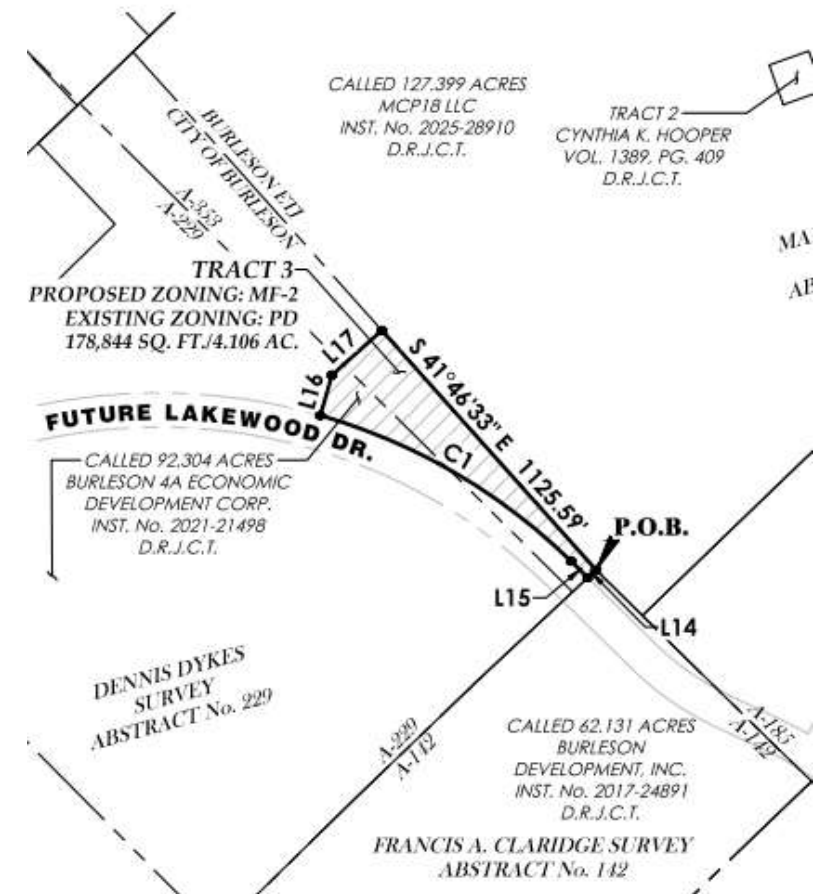 CALLED 127.399 ACRES
MCP18 LLC
INST. No. 2025-28910
D.R.J.C.T.
TRACT 2
CYNTHIA K. HOOPER
VOL. 1389, PG. 409
D.R.J.C.T.
BURLESON ETJ
CITY OF BURLESON
A-353
A-229
MA
AB
TRACT 3
PROPOSED ZONING: MF-2
EXISTING ZONING: PD
178,844 SQ. FT./4.106 AC.
L17
L16
S 41°46'33" E 1125.59'
C1
FUTURE LAKEWOOD DR.
CALLED 92.304 ACRES
BURLESON 4A ECONOMIC
DEVELOPMENT CORP.
INST. No. 2021-21498
D.R.J.C.T.
P.O.B.
L15
L14
DENNIS DYKES
SURVEY
ABSTRACT No. 229
A-229
A-142
A-185
A-142
CALLED 62.131 ACRES
BURLESON
DEVELOPMENT, INC.
INST. No. 2017-24891
D.R.J.C.T.
FRANCIS A. CLARIDGE SURVEY
ABSTRACT No. 142